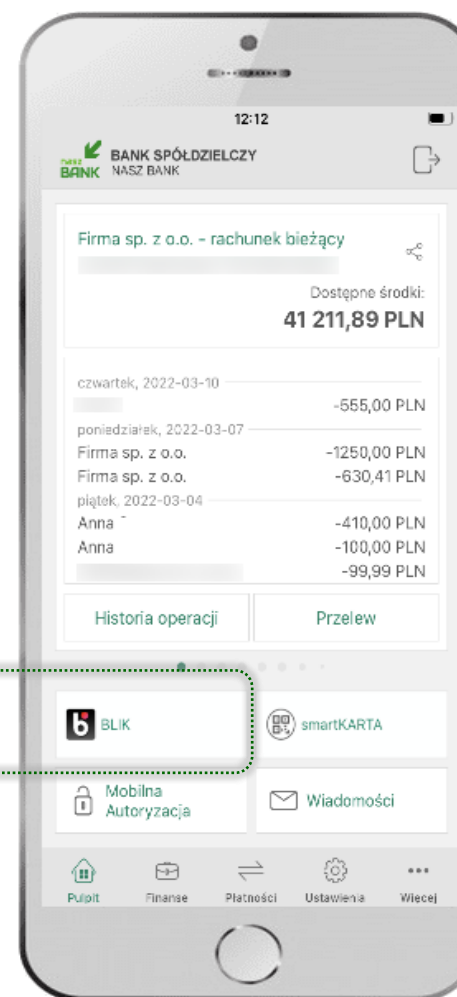 12:12
nasz BANK
BANK SPÓŁDZIELCZY
NASZ BANK
Firma sp. z o.o. – rachunek bieżący
Dostępne środki:
41 211,89 PLN
czwartek, 2022-03-10
-555,00 PLN
poniedziałek, 2022-03-07
Firma sp. z o.o. -1250,00 PLN
Firma sp. z o.o. -630,41 PLN
piątek, 2022-03-04
Anna -410,00 PLN
Anna -100,00 PLN
-99,99 PLN
Historia operacji Przelew
BLIK smartKARTA
Mobilna
Autoryzacja
Wiadomości
Pulpit Finanse Płatności Ustawienia Więcej